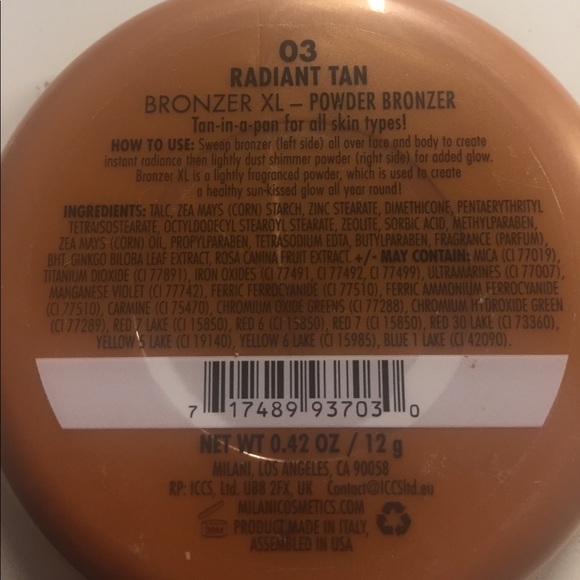 03
RADIANT TAN
BRONZER XL – POWDER BRONZER
Tan-in-a-pan for all skin types!
HOW TO USE: Sweep bronzer (left side) all over face and body to create
instant radiance then lightly dust shimmer powder (right side) for added glow.
Bronzer XL is a lightly fragranced powder, which is used to create
a healthy sun-kissed glow all year round!
INGREDIENTS: TALC, ZEA MAYS (CORN) STARCH, ZINC STEARATE, DIMETHICONE, PENTAERYTHRITYL
TETRAISOSTEARATE, OCTYLDODECYL STEAROYL STEARATE, ZEOLITE, SORBIC ACID, METHYLPARABEN,
ZEA MAYS (CORN) OIL, PROPYLPARABEN, TETRASODIUM EDTA, BUTYLPARABEN, FRAGRANCE (PARFUM),
BHT, GINKGO BILOBA LEAF EXTRACT, ROSA CANINA FRUIT EXTRACT. +/- MAY CONTAIN: MICA (CI 77019),
TITANIUM DIOXIDE (CI 77891), IRON OXIDES (CI 77491, CI 77492, CI 77499), ULTRAMARINES (CI 77007),
MANGANESE VIOLET (CI 77742), FERRIC FERROCYANIDE (CI 77510), FERRIC AMMONIUM FERROCYANIDE
(CI 77510), CARMINE (CI 75470), CHROMIUM OXIDE GREENS (CI 77288), CHROMIUM HYDROXIDE GREEN
(CI 77289), RED 7 LAKE (CI 15850), RED 6 (CI 15850), RED 7 (CI 15850), RED 30 LAKE (CI 73360),
YELLOW 5 LAKE (CI 19140), YELLOW 6 LAKE (CI 15985), BLUE 1 LAKE (CI 42090).
7 17489 93703 0
NET WT 0.42 OZ / 12 g
MILANI, LOS ANGELES, CA 90058
RP: ICCS, Ltd. UB8 2FX, UK Contact@ICCSltd.eu
MILANICOSMETICS.COM
PRODUCT MADE IN ITALY,
ASSEMBLED IN USA